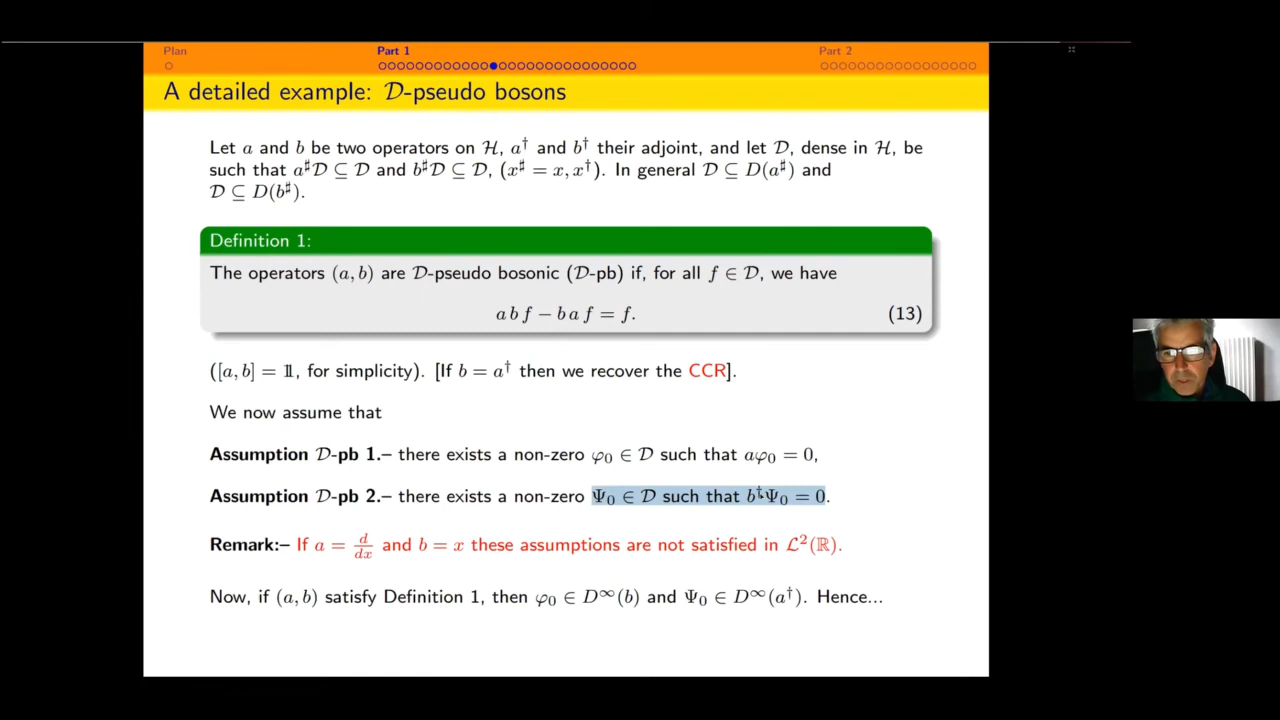 Plan Part 1 Part 2
A detailed example: 𝒟-pseudo bosons
Let a and b be two operators on ℋ, a† and b† their adjoint, and let 𝒟, dense in ℋ, be
such that a♯𝒟 ⊆ 𝒟 and b♯𝒟 ⊆ 𝒟, (x♯ = x, x†). In general 𝒟 ⊆ D(a♯) and
𝒟 ⊆ D(b♯).
Definition 1:
The operators (a, b) are 𝒟-pseudo bosonic (𝒟-pb) if, for all f ∈ 𝒟, we have
a b f − b a f = f. (13)
([a, b] = 𝟙, for simplicity). [If b = a† then we recover the CCR].
We now assume that
Assumption 𝒟-pb 1.– there exists a non-zero φ₀ ∈ 𝒟 such that aφ₀ = 0,
Assumption 𝒟-pb 2.– there exists a non-zero Ψ₀ ∈ 𝒟 such that b†Ψ₀ = 0.
Remark:– If a = d/dx and b = x these assumptions are not satisfied in ℒ²(ℝ).
Now, if (a, b) satisfy Definition 1, then φ₀ ∈ D∞(b) and Ψ₀ ∈ D∞(a†). Hence...